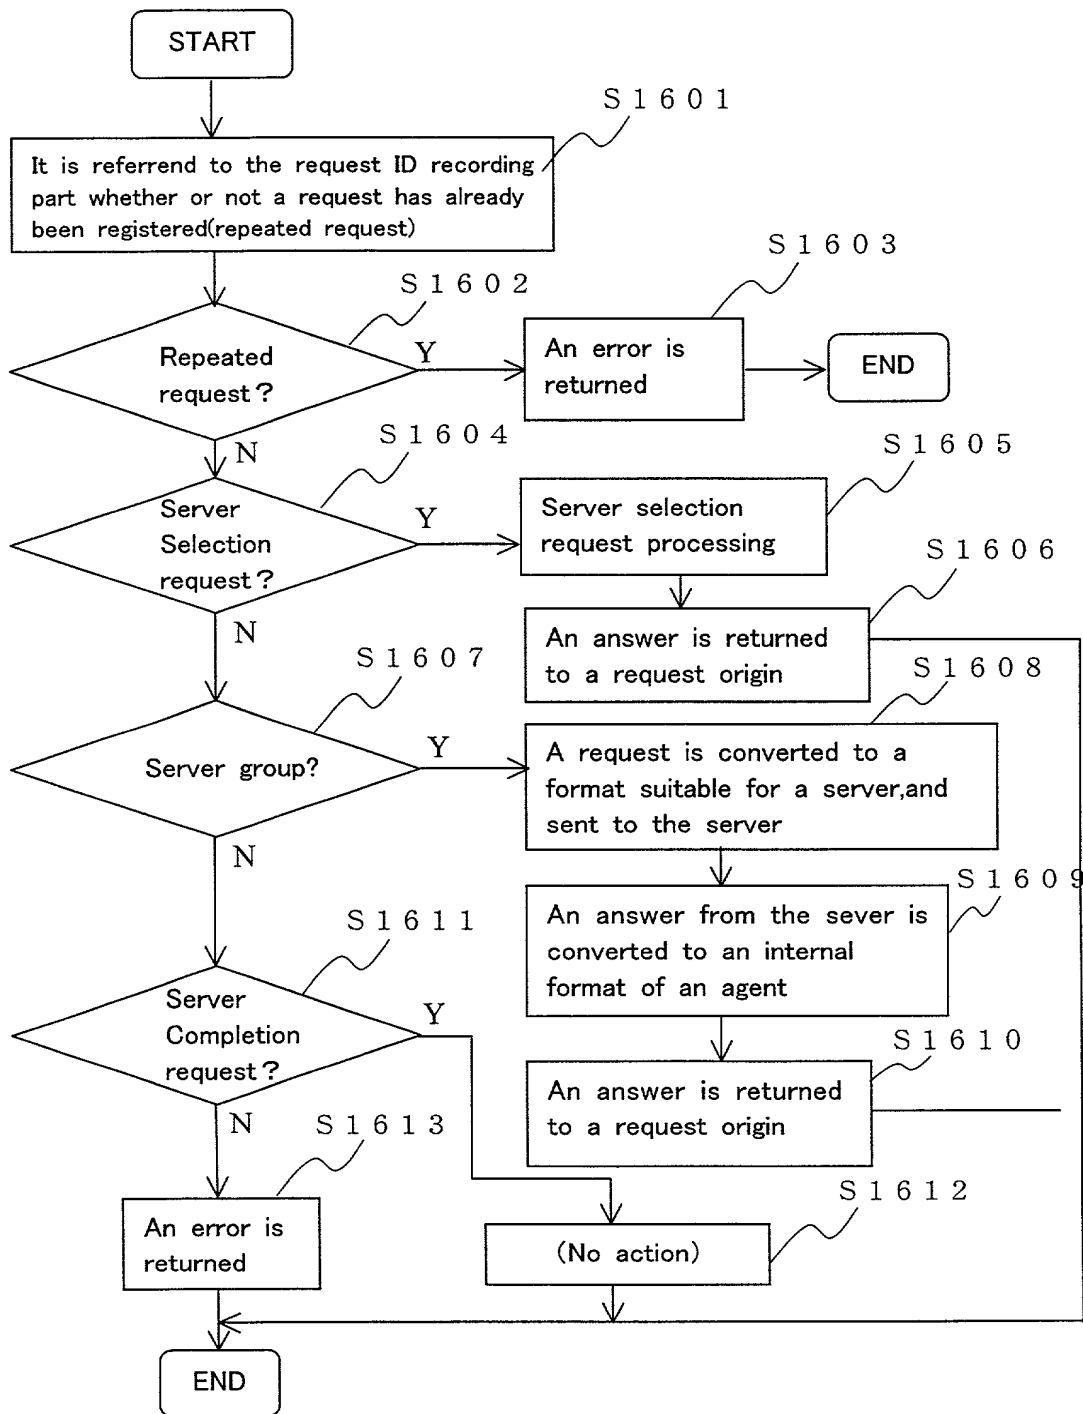 START
S1601
It is referrend to the request ID recording
part whether or not a request has already
been registered(repeated request)
S1602
S1603
Repeated
request?
Y
An error is
returned
END
N
S1604
S1605
Server
Selection
request?
Y
Server selection
request processing
S1606
N
An answer is returned
to a request origin
S1607
S1608
Server group?
Y
A request is converted to a
format suitable for a server,and
sent to the server
N
S1609
An answer from the sever is
converted to an internal
format of an agent
S1611
Server
Completion
request?
Y
S1610
An answer is returned
to a request origin
N
S1613
S1612
An error is
returned
(No action)
END